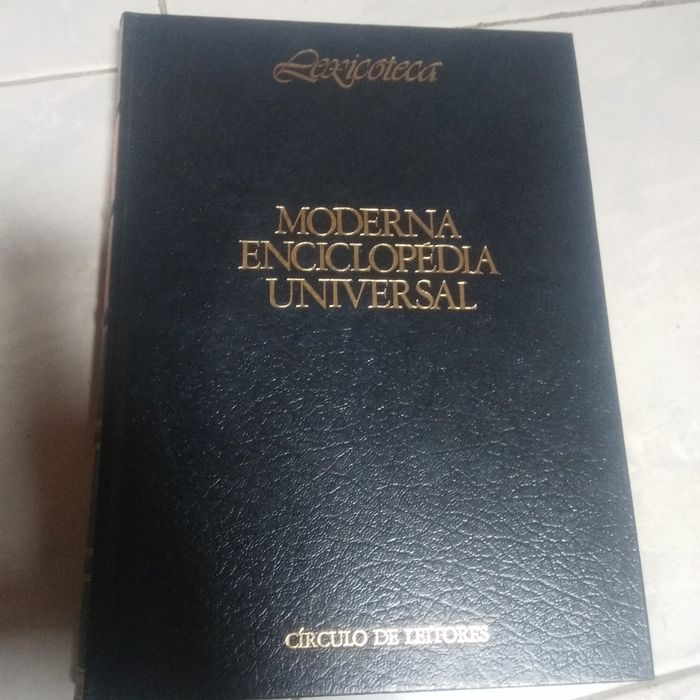 Lexicoteca
MODERNA
ENCICLOPÉDIA
UNIVERSAL
CÍRCULO DE LEITORES